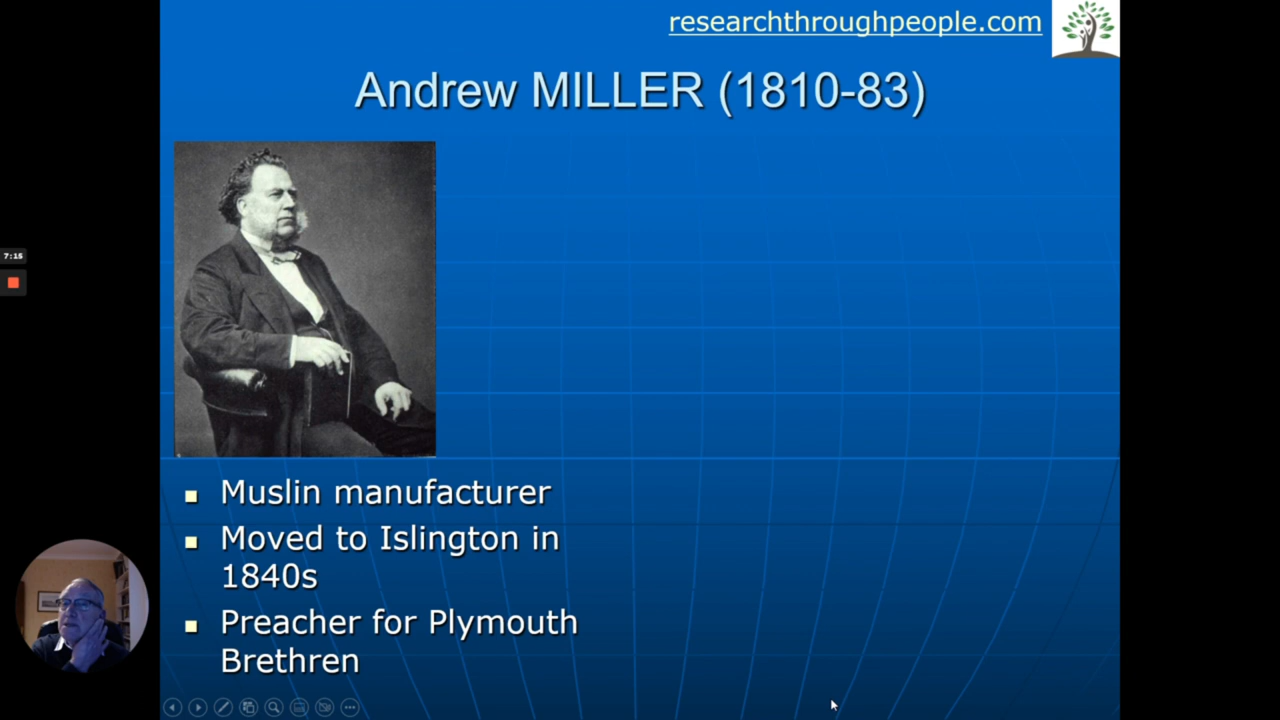 researchthroughpeople.com
Andrew MILLER (1810-83)
7:15
■ Muslin manufacturer
■ Moved to Islington in
1840s
■ Preacher for Plymouth
Brethren